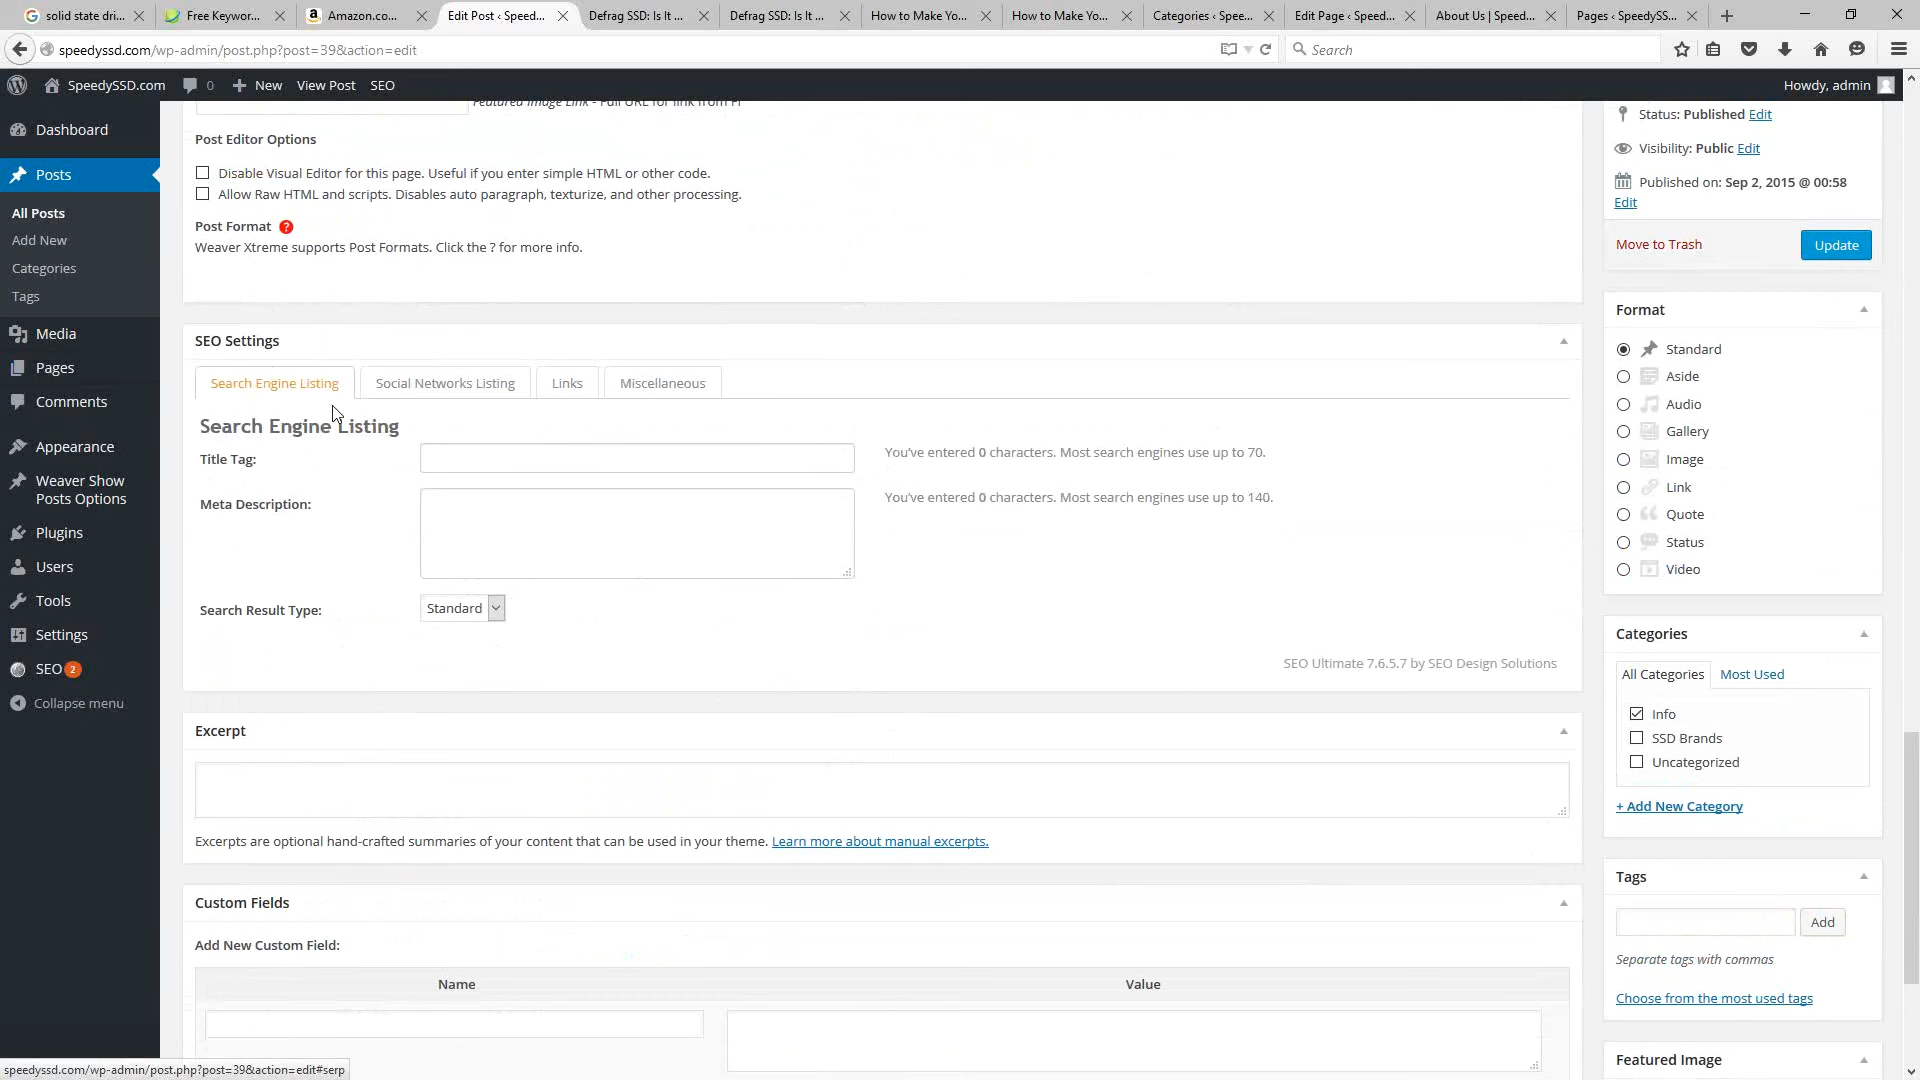 solid state dri...
Free Keywor...
Amazon.co...
Edit Post ‹ Speed...
Defrag SSD: Is It ...
Defrag SSD: Is It ...
How to Make Yo...
How to Make Yo...
Categories ‹ Spee...
Edit Page ‹ Speed...
About Us | Speed...
Pages ‹ SpeedySS...
speedyssd.com/wp-admin/post.php?post=39&action=edit
Search
SpeedySSD.com
0
New
View Post
SEO
Howdy, admin
Dashboard
Posts
All Posts
Add New
Categories
Tags
Media
Pages
Comments
Appearance
Weaver Show
Posts Options
Plugins
Users
Tools
Settings
SEO 2
Collapse menu
Featured Image Link - Full URL for link from FI
Post Editor Options
Disable Visual Editor for this page. Useful if you enter simple HTML or other code.
Allow Raw HTML and scripts. Disables auto paragraph, texturize, and other processing.
Post Format ?
Weaver Xtreme supports Post Formats. Click the ? for more info.
SEO Settings
Search Engine Listing
Social Networks Listing
Links
Miscellaneous
Search Engine Listing
Title Tag:
You've entered 0 characters. Most search engines use up to 70.
Meta Description:
You've entered 0 characters. Most search engines use up to 140.
Search Result Type:
Standard
SEO Ultimate 7.6.5.7 by SEO Design Solutions
Excerpt
Excerpts are optional hand-crafted summaries of your content that can be used in your theme. Learn more about manual excerpts.
Custom Fields
Add New Custom Field:
Name
Value
Status: Published Edit
Visibility: Public Edit
Published on: Sep 2, 2015 @ 00:58
Edit
Move to Trash
Update
Format
Standard
Aside
Audio
Gallery
Image
Link
Quote
Status
Video
Categories
All Categories
Most Used
Info
SSD Brands
Uncategorized
+ Add New Category
Tags
Add
Separate tags with commas
Choose from the most used tags
Featured Image
speedyssd.com/wp-admin/post.php?post=39&action=edit#serp